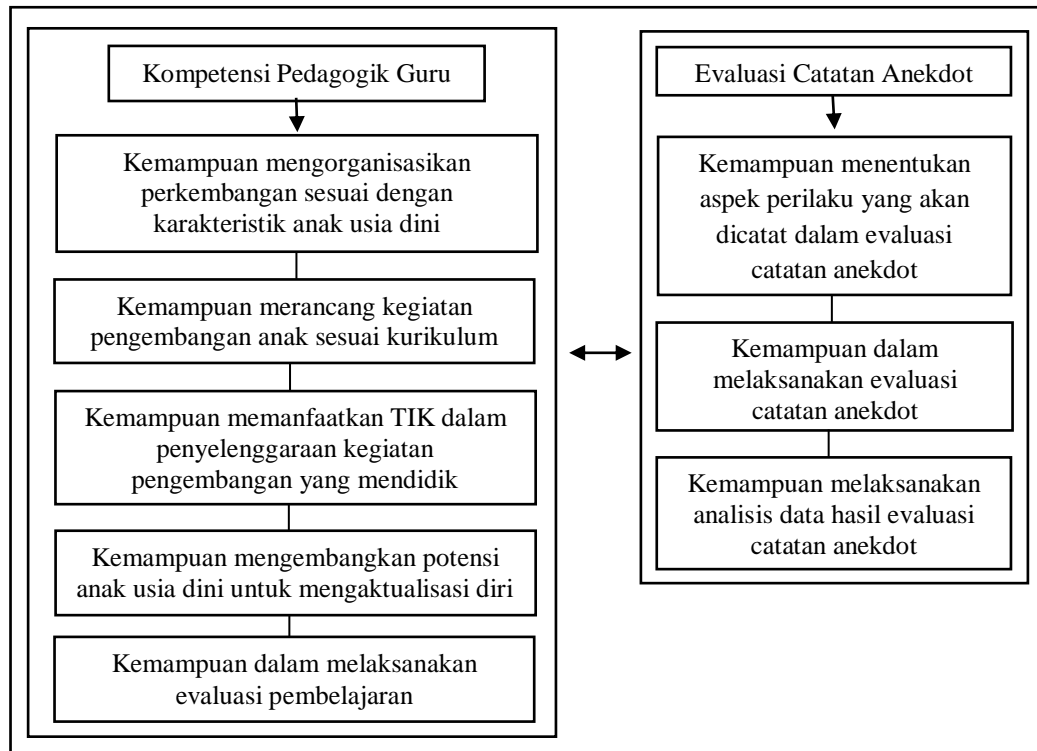 Kompetensi Pedagogik Guru
Kemampuan mengorganisasikan
perkembangan sesuai dengan
karakteristik anak usia dini
Kemampuan merancang kegiatan
pengembangan anak sesuai kurikulum
Kemampuan memanfaatkan TIK dalam
penyelenggaraan kegiatan
pengembangan yang mendidik
Kemampuan mengembangkan potensi
anak usia dini untuk mengaktualisasi diri
Kemampuan dalam melaksanakan
evaluasi pembelajaran
Evaluasi Catatan Anekdot
Kemampuan menentukan
aspek perilaku yang akan
dicatat dalam evaluasi
catatan anekdot
Kemampuan dalam
melaksanakan evaluasi
catatan anekdot
Kemampuan melaksanakan
analisis data hasil evaluasi
catatan anekdot